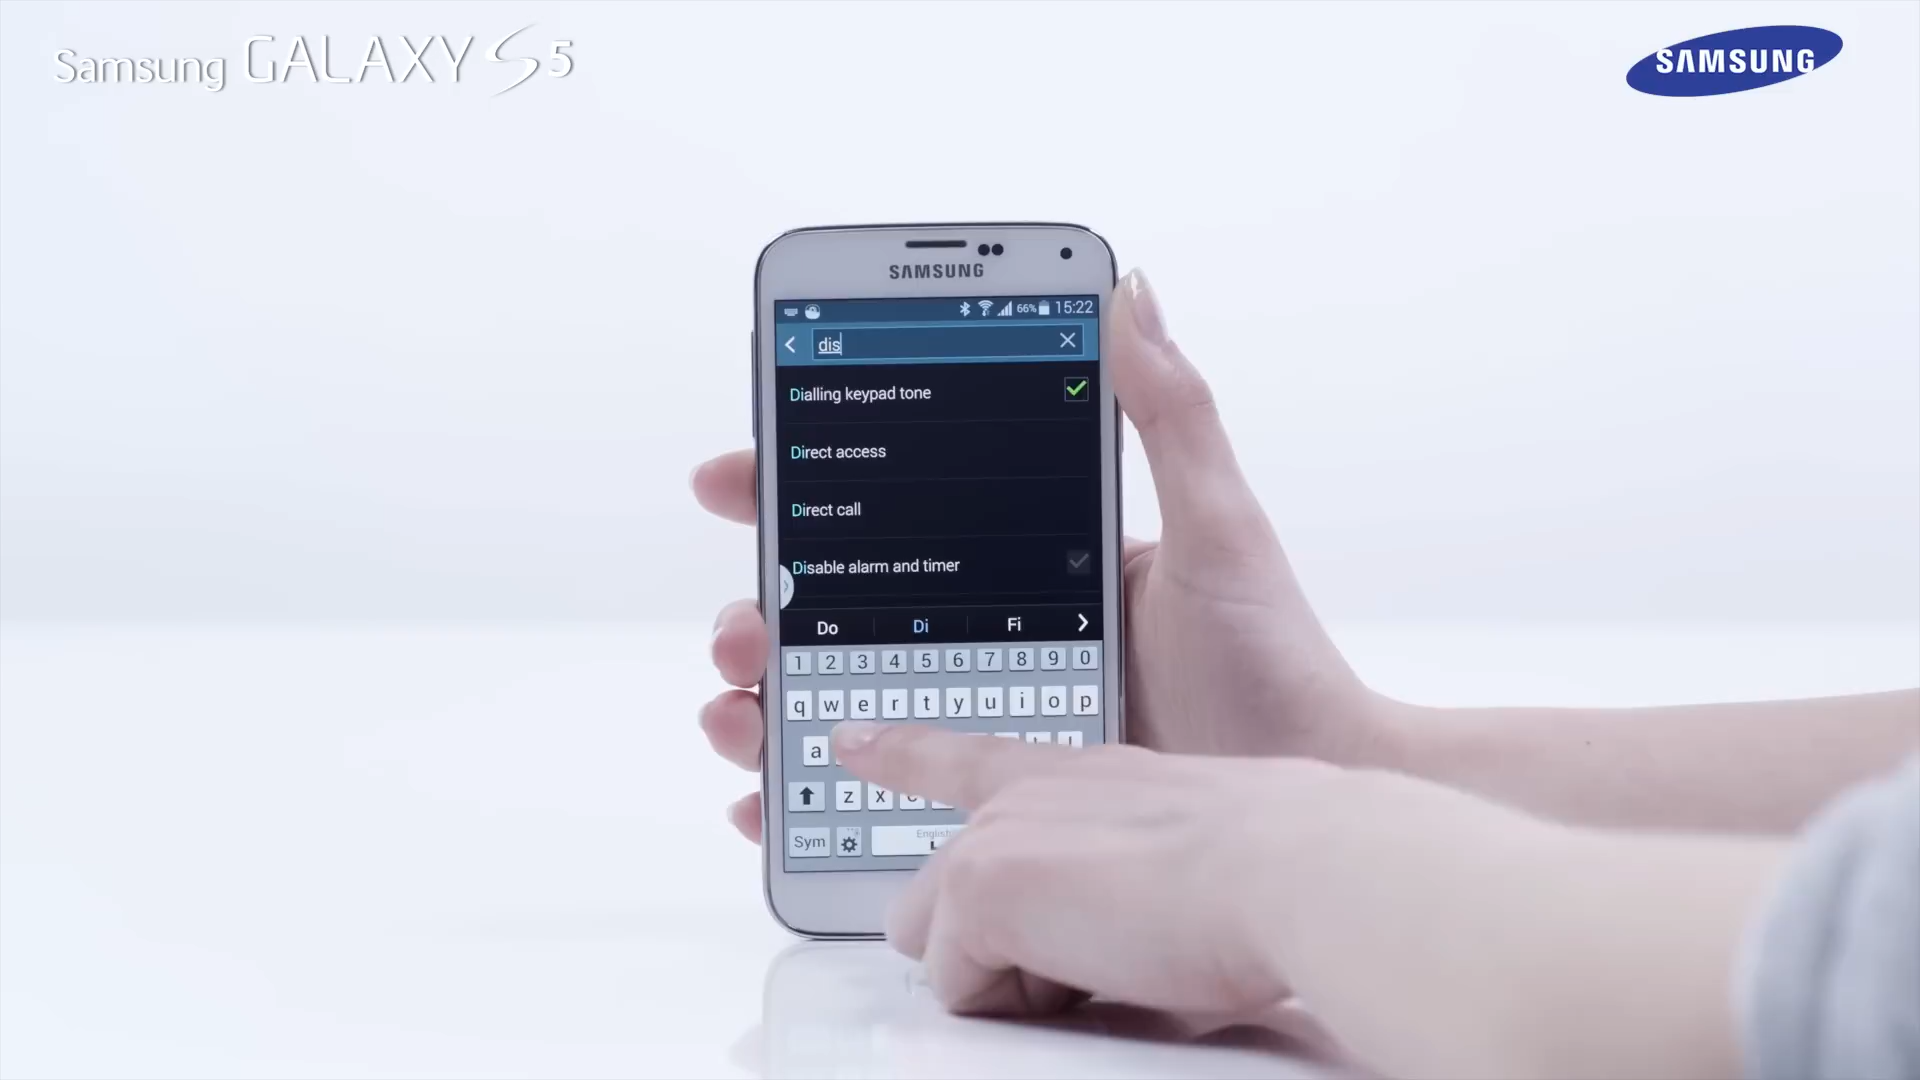 Samsung GALAXY S5
SAMSUNG
SAMSUNG
66% 15:22
dis
Dialling keypad tone
Direct access
Direct call
Disable alarm and timer
Do Di Fi
1 2 3 4 5 6 7 8 9 0
q w e r t y u i o p
a
z x c
Sym English